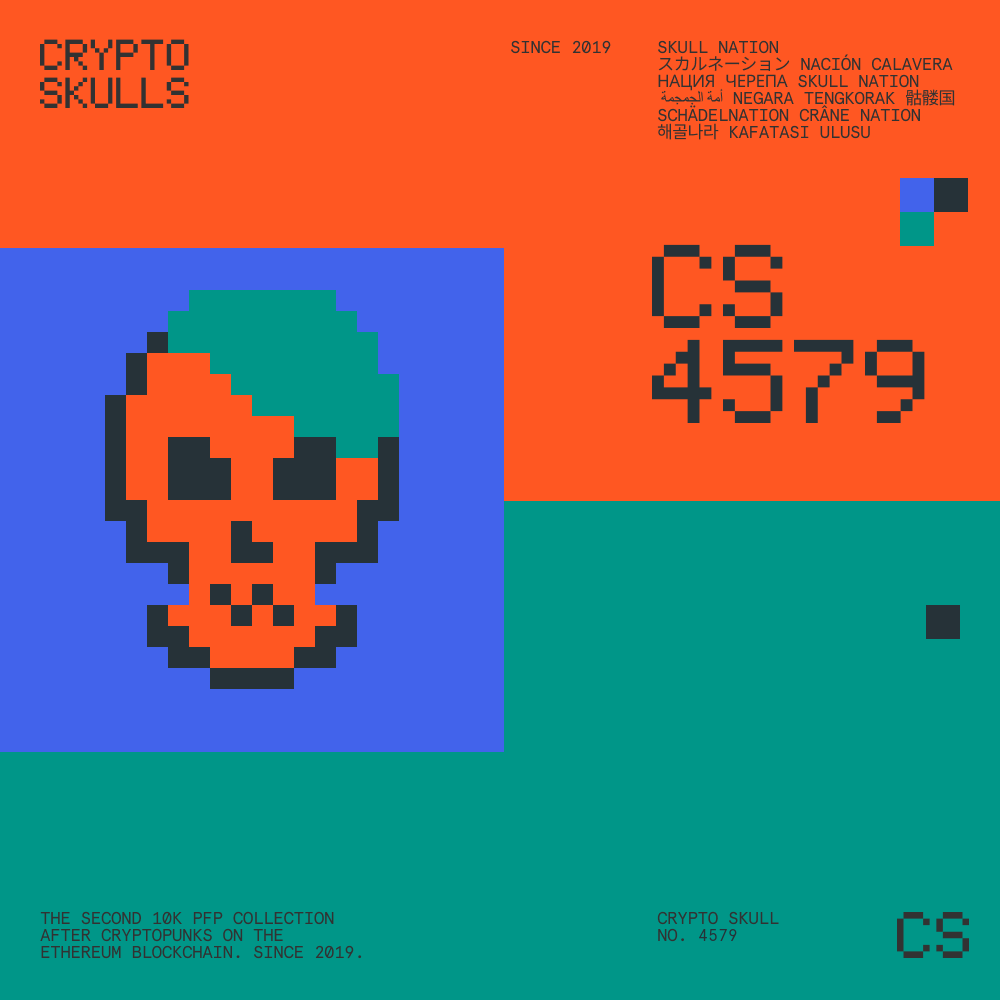 CRYPTO
SKULLS
SINCE 2019
SKULL NATION
スカルネーション NACIÓN CALAVERA
НАЦИЯ ЧЕРЕПА SKULL NATION
أمة الجمجمة NEGARA TENGKORAK 骷髅国
SCHÄDELNATION CRÂNE NATION
해골나라 KAFATASI ULUSU
CS
4579
THE SECOND 10K PFP COLLECTION
AFTER CRYPTOPUNKS ON THE
ETHEREUM BLOCKCHAIN. SINCE 2019.
CRYPTO SKULL
NO. 4579
CS